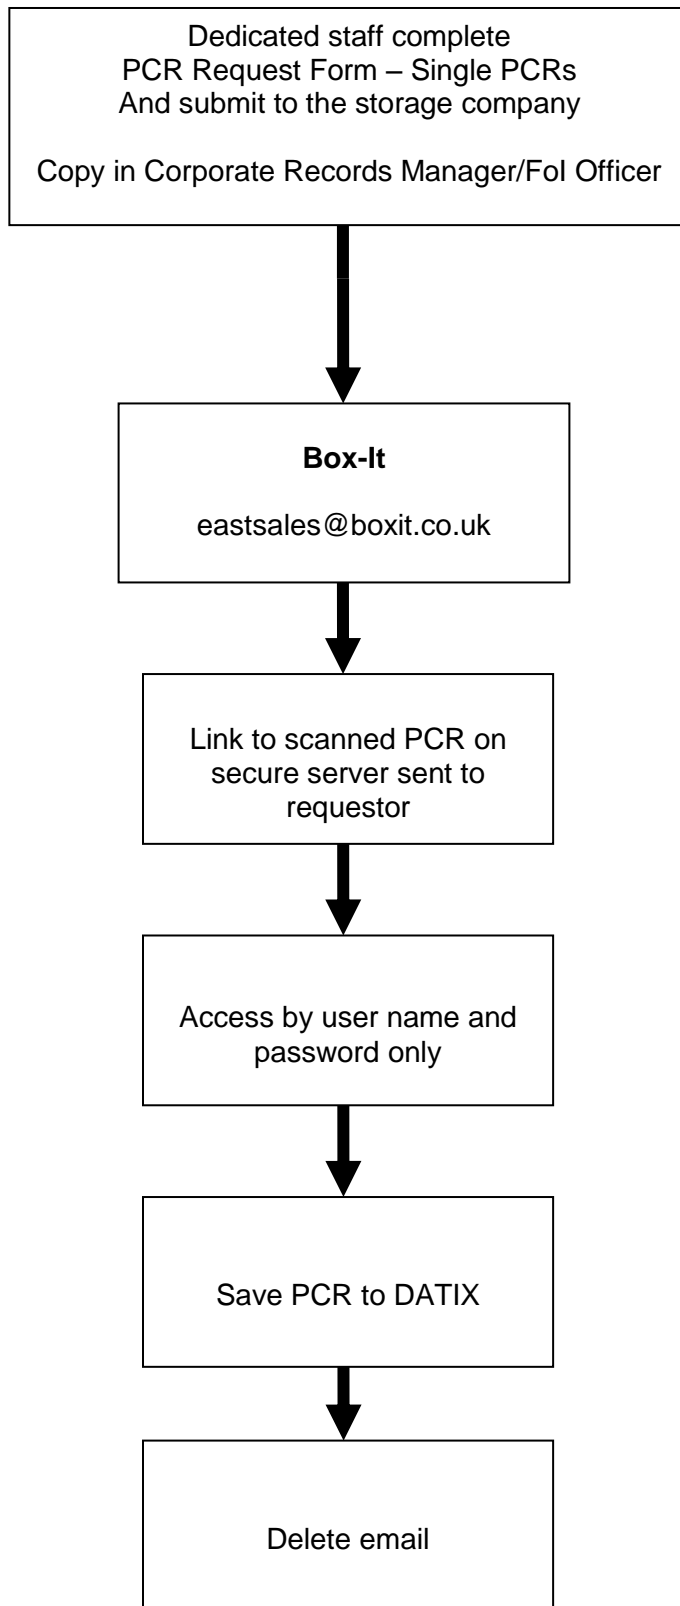 Dedicated staff complete
PCR Request Form – Single PCRs
And submit to the storage company
Copy in Corporate Records Manager/FoI Officer
Box-It
eastsales@boxit.co.uk
Link to scanned PCR on
secure server sent to
requestor
Access by user name and
password only
Save PCR to DATIX
Delete email